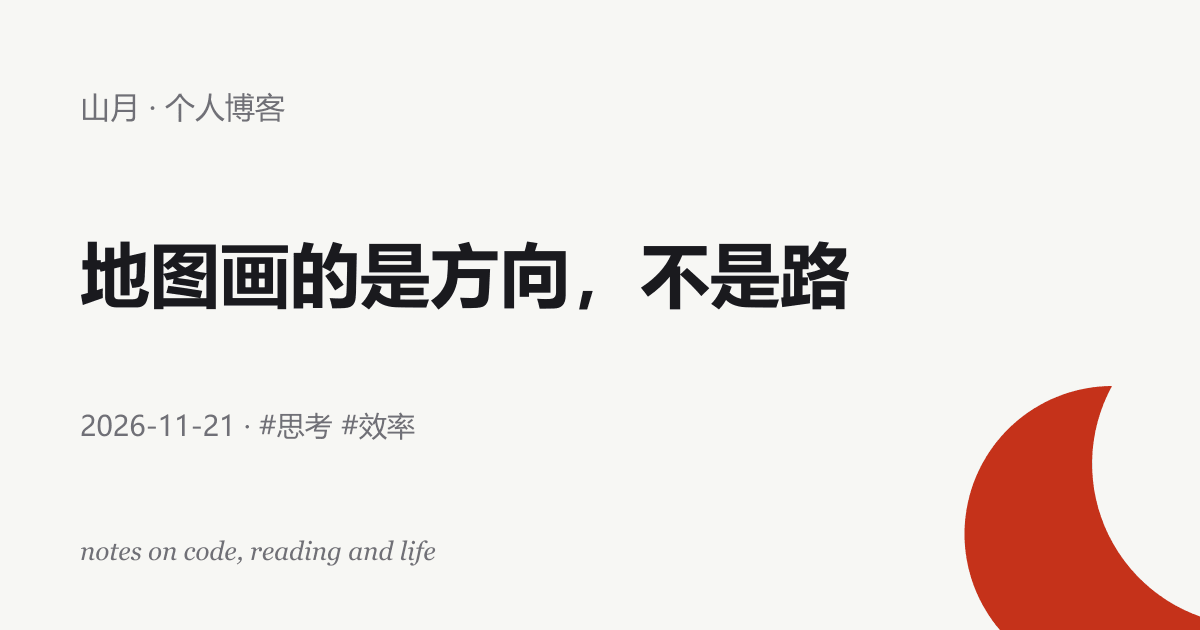 山月 · 个人博客
地图画的是方向，不是路
2026-11-21 · #思考 #效率
notes on code, reading and life